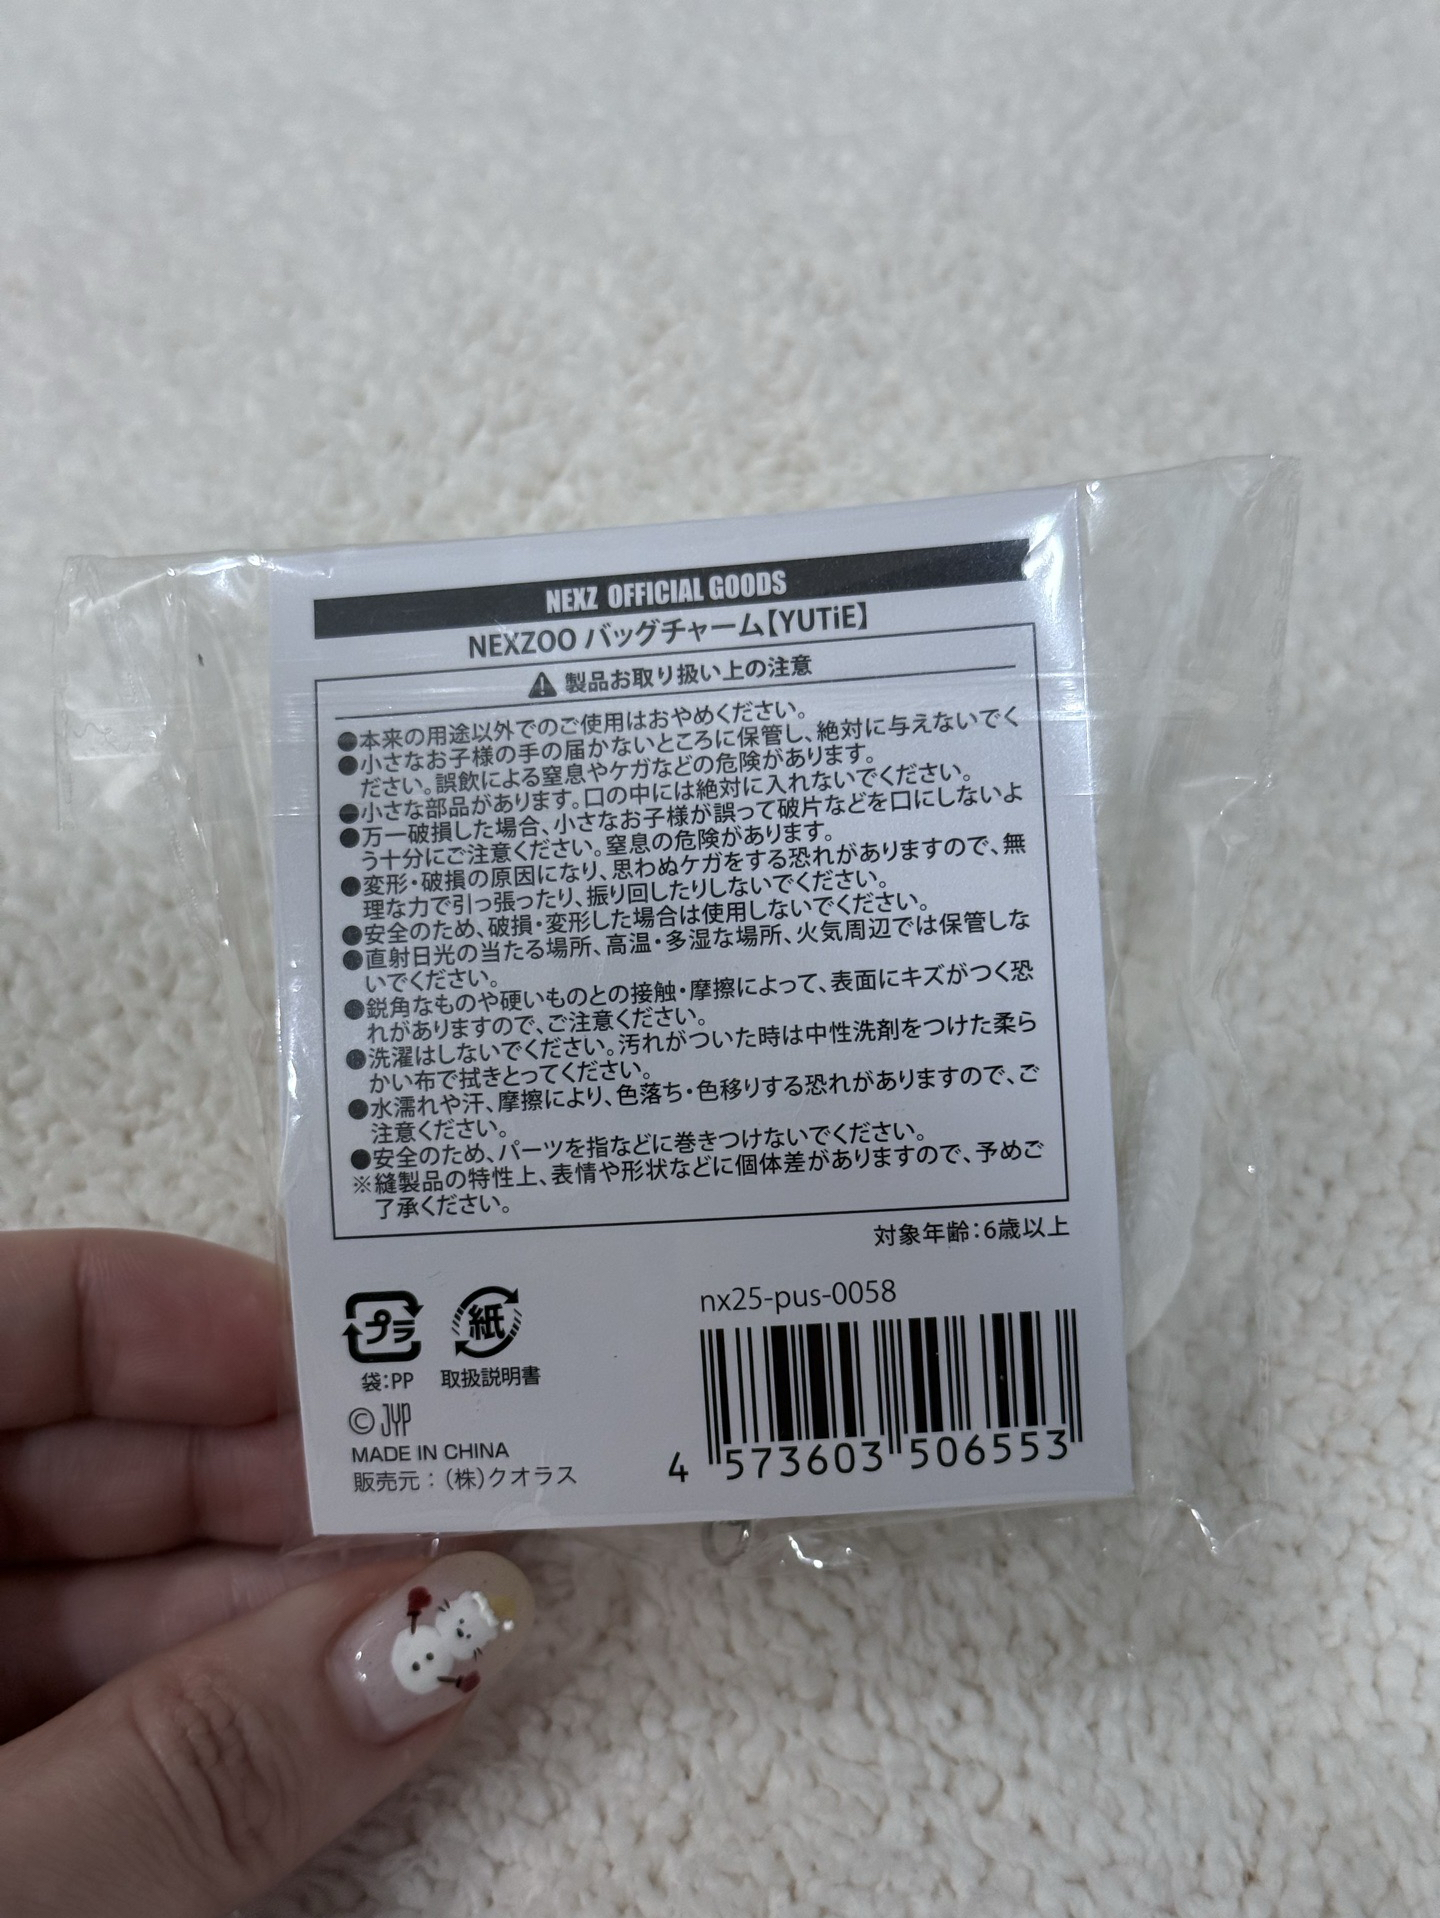 NEXZ OFFICIAL GOODS
NEXZOO バッグチャーム【YUTiE】
⚠ 製品お取り扱い上の注意
●本来の用途以外でのご使用はおやめください。
●小さなお子様の手の届かないところに保管し、絶対に与えないでく
ださい。誤飲による窒息やケガなどの危険があります。
●小さな部品があります。口の中には絶対に入れないでください。
●万一破損した場合、小さなお子様が誤って破片などを口にしないよ
う十分にご注意ください。窒息の危険があります。
●変形・破損の原因になり、思わぬケガをする恐れがありますので、無
理な力で引っ張ったり、振り回したりしないでください。
●安全のため、破損・変形した場合は使用しないでください。
●直射日光の当たる場所、高温・多湿な場所、火気周辺では保管しな
いでください。
●鋭角なものや硬いものとの接触・摩擦によって、表面にキズがつく恐
れがありますので、ご注意ください。
●洗濯はしないでください。汚れがついた時は中性洗剤をつけた柔ら
かい布で拭きとってください。
●水濡れや汗、摩擦により、色落ち・色移りする恐れがありますので、ご
注意ください。
●安全のため、パーツを指などに巻きつけないでください。
※縫製品の特性上、表情や形状などに個体差がありますので、予めご
了承ください。
対象年齢：6歳以上
プラ
袋：PP
紙
取扱説明書
nx25-pus-0058
© JYP
MADE IN CHINA
販売元：（株）クオラス
4 573603 506553